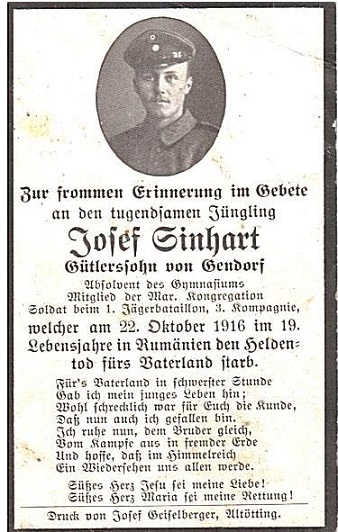 Zur frommen Erinnerung im Gebete
an den tugendsamen Jüngling
Josef Sinhart
Gütlerssohn von Gendorf
Absolvent des Gymnasiums
Mitglied der Mar. Kongregation
Soldat beim 1. Jägerbataillon, 3. Kompagnie,
welcher am 22. Oktober 1916 im 19.
Lebensjahre in Rumänien den Helden-
tod fürs Vaterland starb.
Für's Vaterland in schwerster Stunde
Gab ich mein junges Leben hin;
Wohl schrecklich war für Euch die Kunde,
Daß nun auch ich gefallen bin.
Ich ruhe nun, dem Bruder gleich,
Vom Kampfe aus in fremder Erde
Und hoffe, daß im Himmelreich
Ein Wiedersehen uns allen werde.
Süßes Herz Jesu sei meine Liebe!
Süßes Herz Maria sei meine Rettung!
Druck von Josef Geiselberger, Altötting.